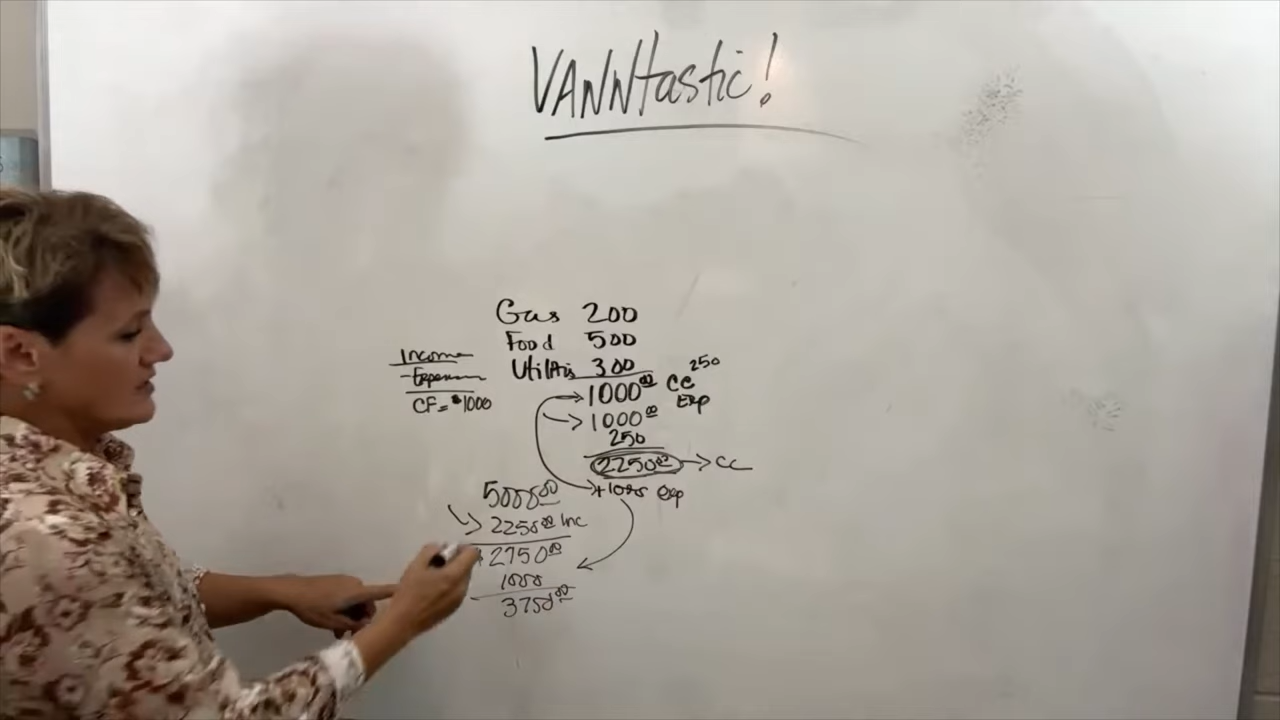 VANNtastic!
Gas 200
Food 500
Utilitis 300
1000.00 CC 250
Exp
1000.00
250
2250.00 → CC
+1000 Exp
Income
-Expenses
CF = $1000
5000.00
2250.00 Inc
2750.00
1000
3750.00